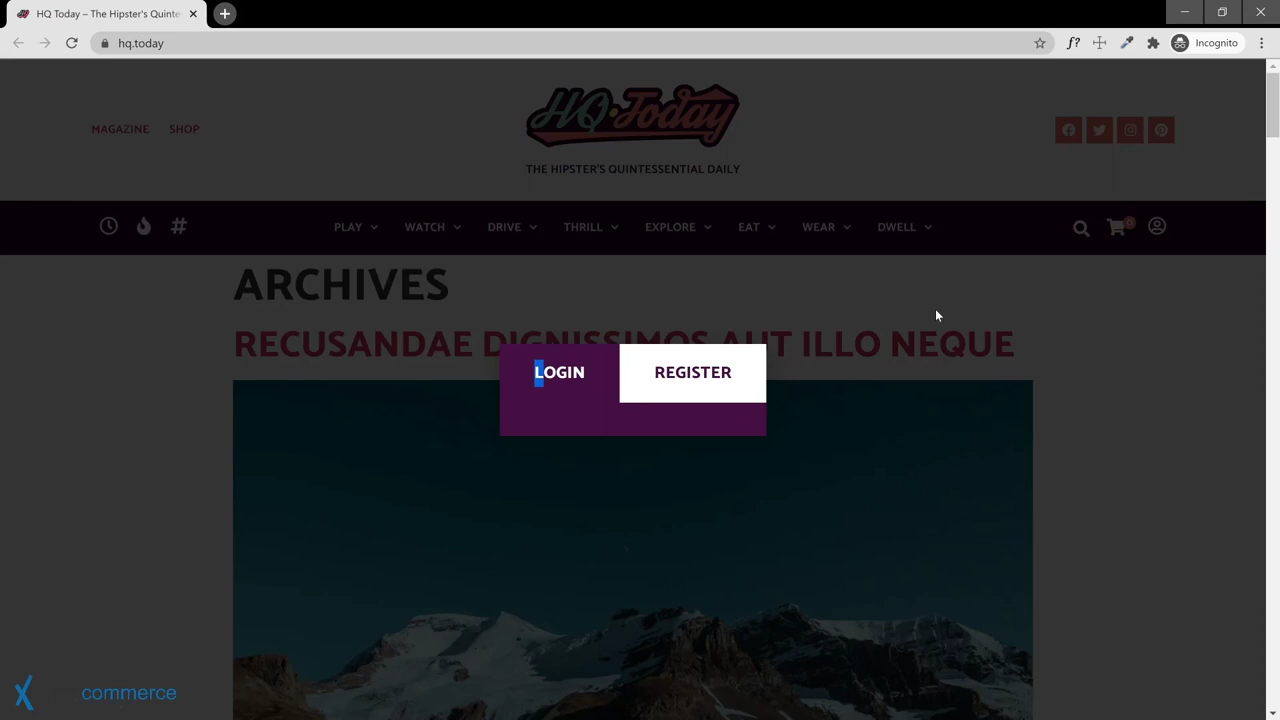 HQ Today – The Hipster's Quinte
hq.today
f?
Incognito
MAGAZINE
SHOP
HQ·Today
THE HIPSTER'S QUINTESSENTIAL DAILY
PLAY
WATCH
DRIVE
THRILL
EXPLORE
EAT
WEAR
DWELL
0
ARCHIVES
RECUSANDAE DIGNISSIMOS AUT ILLO NEQUE
LOGIN
REGISTER
commerce